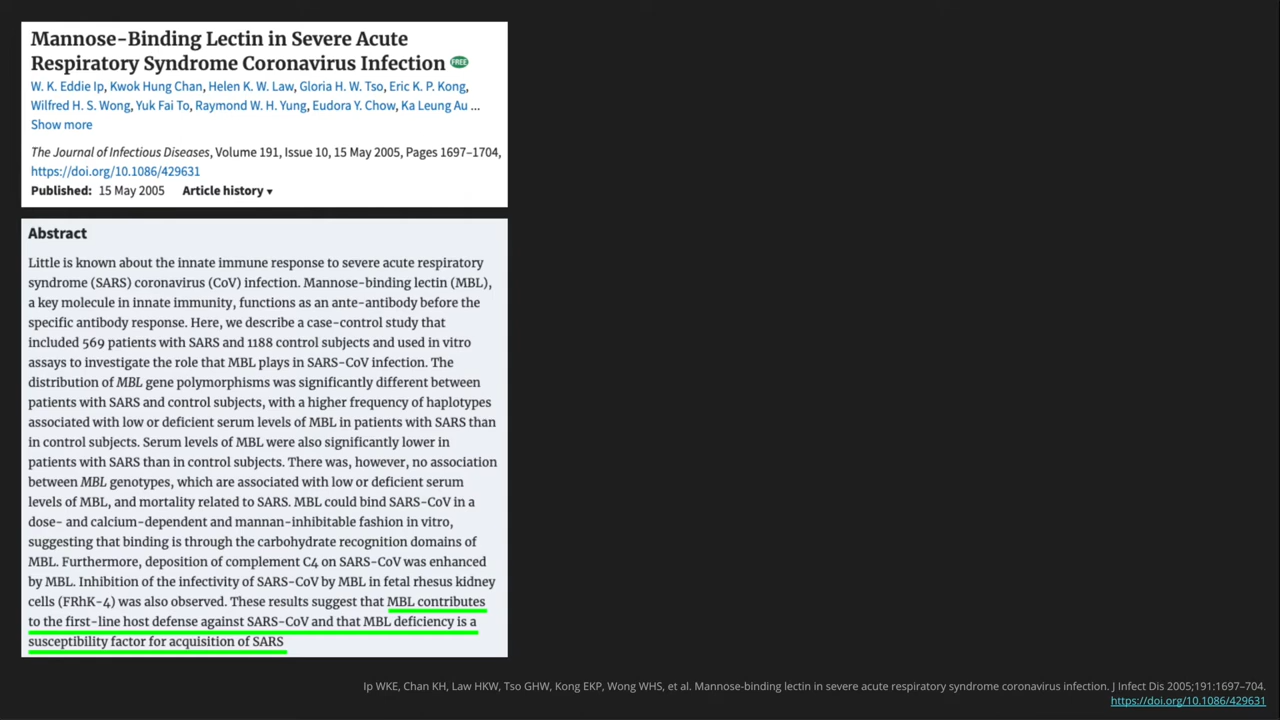 Mannose-Binding Lectin in Severe Acute
Respiratory Syndrome Coronavirus Infection FREE
W. K. Eddie Ip, Kwok Hung Chan, Helen K. W. Law, Gloria H. W. Tso, Eric K. P. Kong,
Wilfred H. S. Wong, Yuk Fai To, Raymond W. H. Yung, Eudora Y. Chow, Ka Leung Au ...
Show more
The Journal of Infectious Diseases, Volume 191, Issue 10, 15 May 2005, Pages 1697–1704,
https://doi.org/10.1086/429631
Published: 15 May 2005 Article history ▾
Abstract
Little is known about the innate immune response to severe acute respiratory
syndrome (SARS) coronavirus (CoV) infection. Mannose-binding lectin (MBL),
a key molecule in innate immunity, functions as an ante-antibody before the
specific antibody response. Here, we describe a case-control study that
included 569 patients with SARS and 1188 control subjects and used in vitro
assays to investigate the role that MBL plays in SARS-CoV infection. The
distribution of MBL gene polymorphisms was significantly different between
patients with SARS and control subjects, with a higher frequency of haplotypes
associated with low or deficient serum levels of MBL in patients with SARS than
in control subjects. Serum levels of MBL were also significantly lower in
patients with SARS than in control subjects. There was, however, no association
between MBL genotypes, which are associated with low or deficient serum
levels of MBL, and mortality related to SARS. MBL could bind SARS-CoV in a
dose- and calcium-dependent and mannan-inhibitable fashion in vitro,
suggesting that binding is through the carbohydrate recognition domains of
MBL. Furthermore, deposition of complement C4 on SARS-CoV was enhanced
by MBL. Inhibition of the infectivity of SARS-CoV by MBL in fetal rhesus kidney
cells (FRhK-4) was also observed. These results suggest that MBL contributes
to the first-line host defense against SARS-CoV and that MBL deficiency is a
susceptibility factor for acquisition of SARS
Ip WKE, Chan KH, Law HKW, Tso GHW, Kong EKP, Wong WHS, et al. Mannose-binding lectin in severe acute respiratory syndrome coronavirus infection. J Infect Dis 2005;191:1697–704.
https://doi.org/10.1086/429631